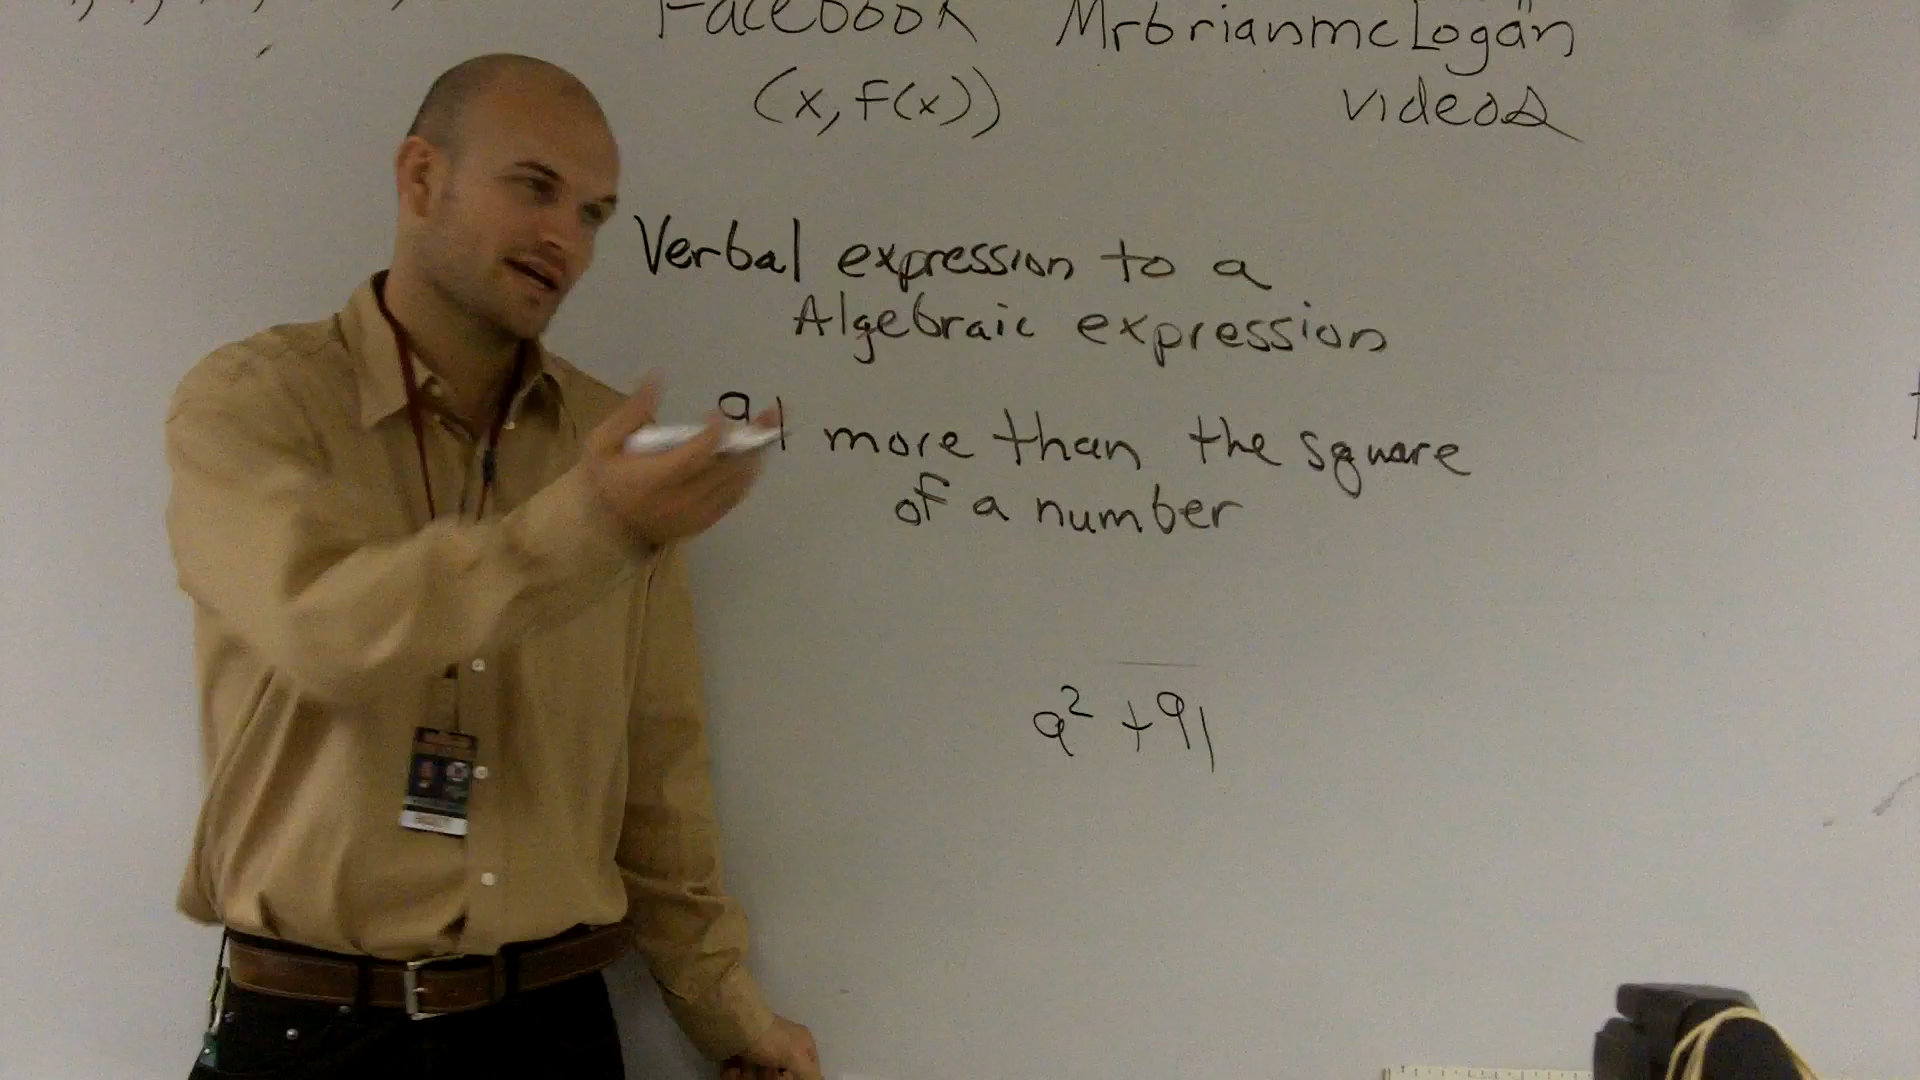 Facebook Mrbrianmclogan
(x, f(x)) videos
Verbal expression to a
Algebraic expression
91 more than the square
of a number
a² + 91